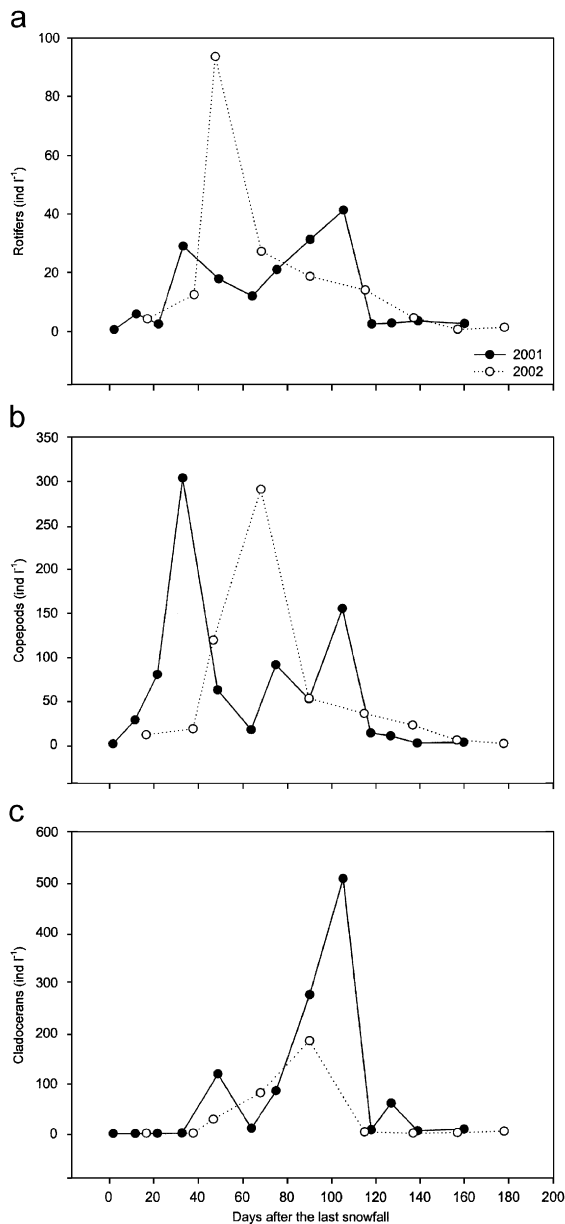 a
100
80
60
40
20
0
Rotifers (ind l⁻¹)
2001
2002
b
350
300
250
200
150
100
50
0
Copepods (ind l⁻¹)
c
600
500
400
300
200
100
0
Cladocerans (ind l⁻¹)
0 20 40 60 80 100 120 140 160 180 200
Days after the last snowfall